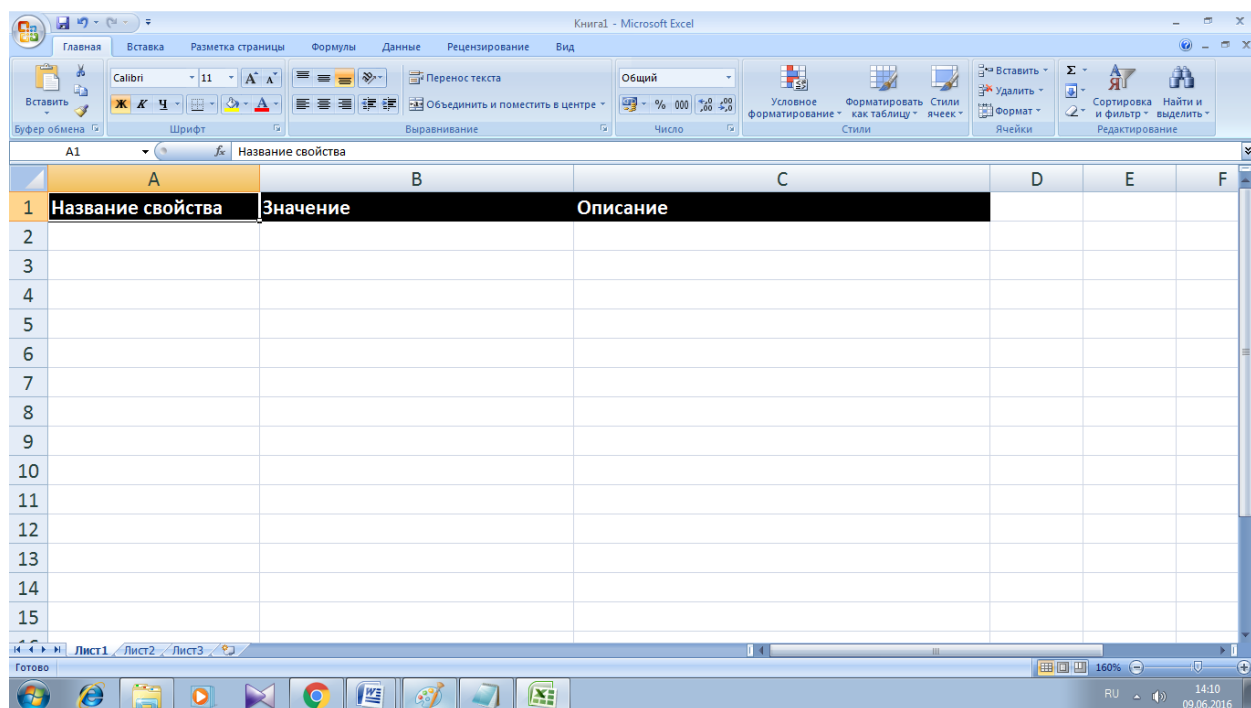 Книга1 - Microsoft Excel
Главная Вставка Разметка страницы Формулы Данные Рецензирование Вид
Вставить
Буфер обмена
Calibri 11
Ж К Ч
Шрифт
Перенос текста
Объединить и поместить в центре
Выравнивание
Общий
% 000
Число
Условное форматирование
Форматировать как таблицу
Стили ячеек
Стили
Вставить
Удалить
Формат
Ячейки
Σ
Сортировка и фильтр
Найти и выделить
Редактирование
A1 fx Название свойства
A B C D E F
1 Название свойства Значение Описание
2
3
4
5
6
7
8
9
10
11
12
13
14
15
Лист1 Лист2 Лист3
Готово 160%
RU 14:10
09.06.2016